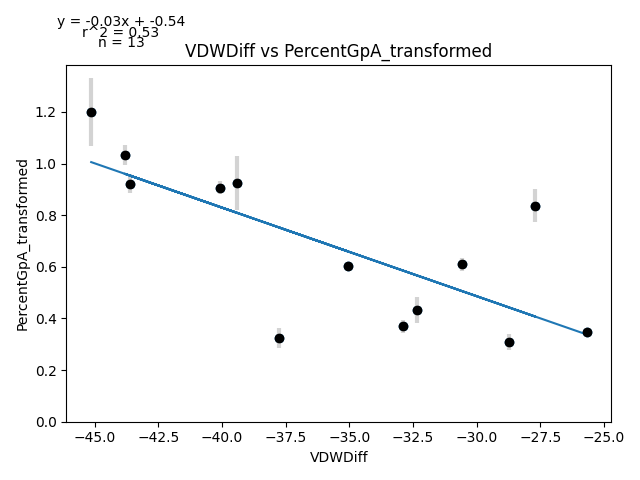 y = -0.03x + -0.54
r^2 = 0.53
n = 13
VDWDiff vs PercentGpA_transformed
PercentGpA_transformed
1.2
1.0
0.8
0.6
0.4
0.2
0.0
−45.0 −42.5 −40.0 −37.5 −35.0 −32.5 −30.0 −27.5 −25.0
VDWDiff